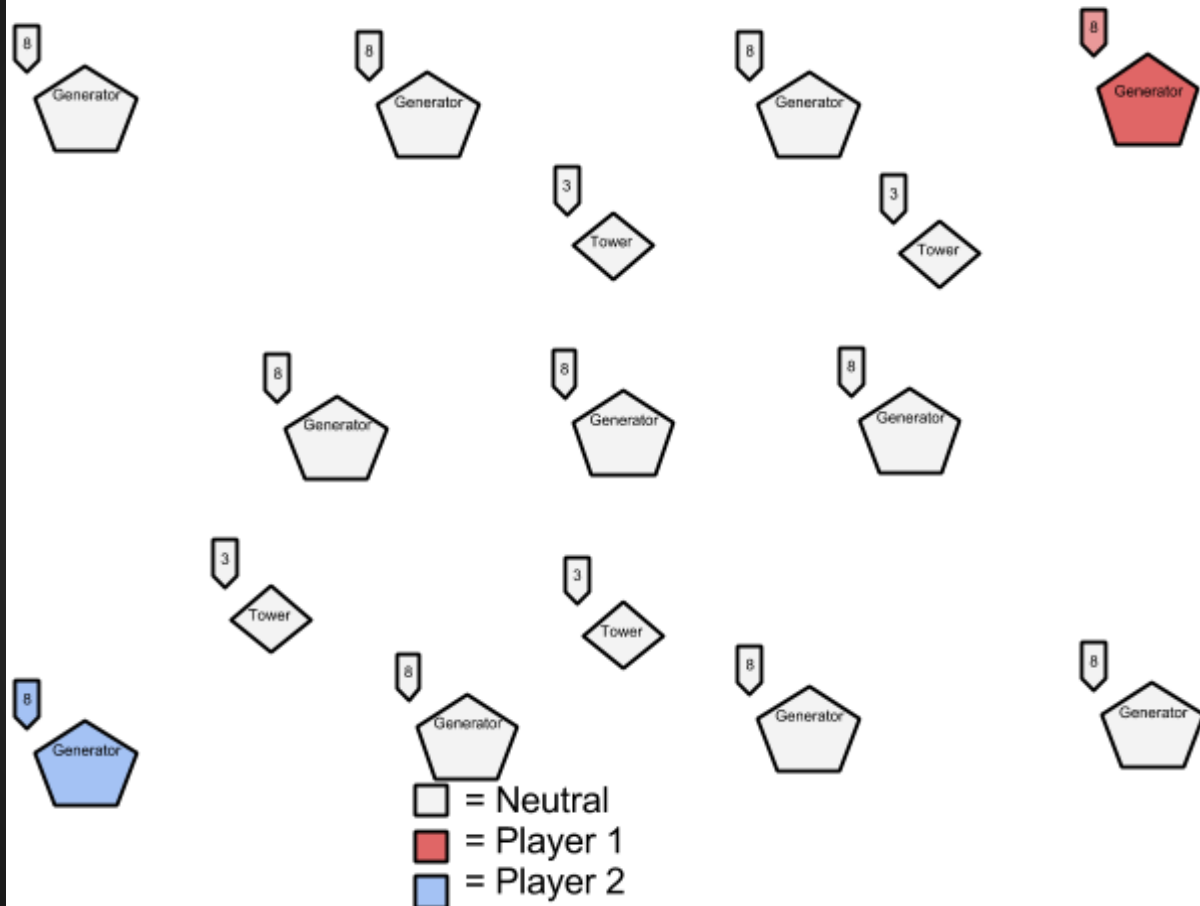 8
8
8
8
Generator
Generator
Generator
Generator
3
3
Tower
Tower
8
8
8
Generator
Generator
Generator
3
3
Tower
Tower
8
8
8
8
Generator
Generator
Generator
Generator
= Neutral
= Player 1
= Player 2